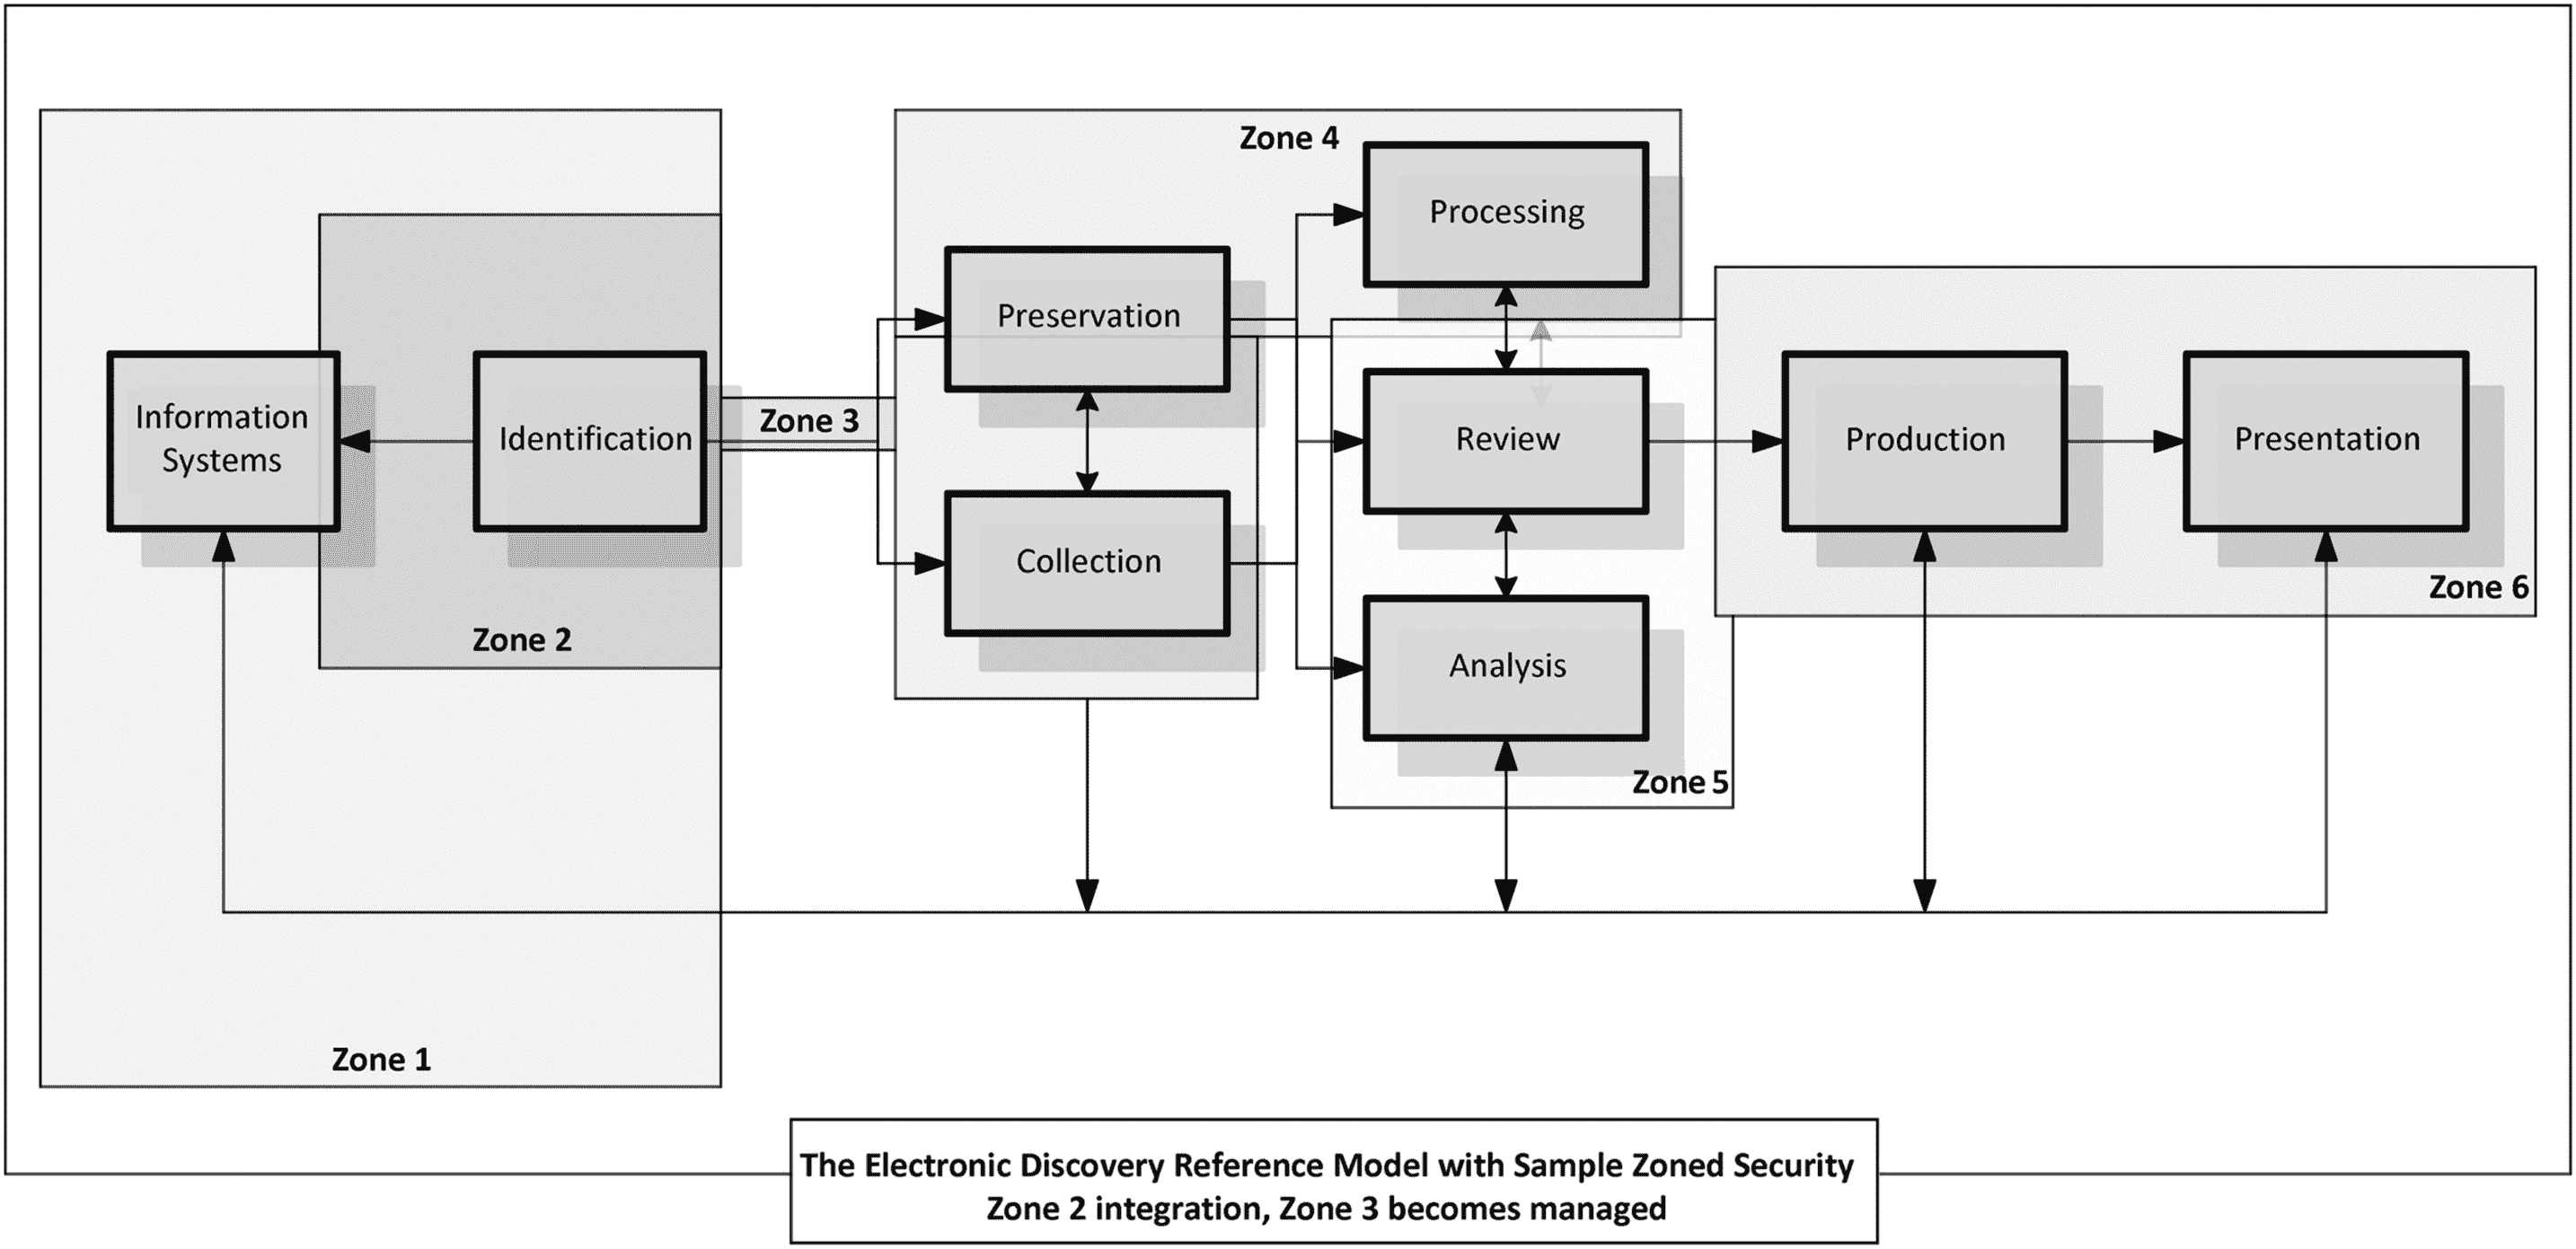 Zone 4
Processing
Preservation
Information
Systems
Identification
Zone 3
Review
Production
Presentation
Collection
Zone 6
Zone 2
Analysis
Zone 5
Zone 1
The Electronic Discovery Reference Model with Sample Zoned Security
Zone 2 integration, Zone 3 becomes managed